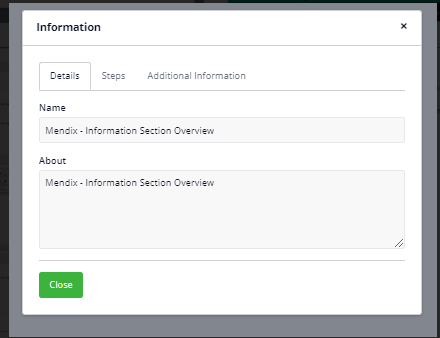 Information ×
Details Steps Additional Information
Name
Mendix - Information Section Overview
About
Mendix - Information Section Overview
Close